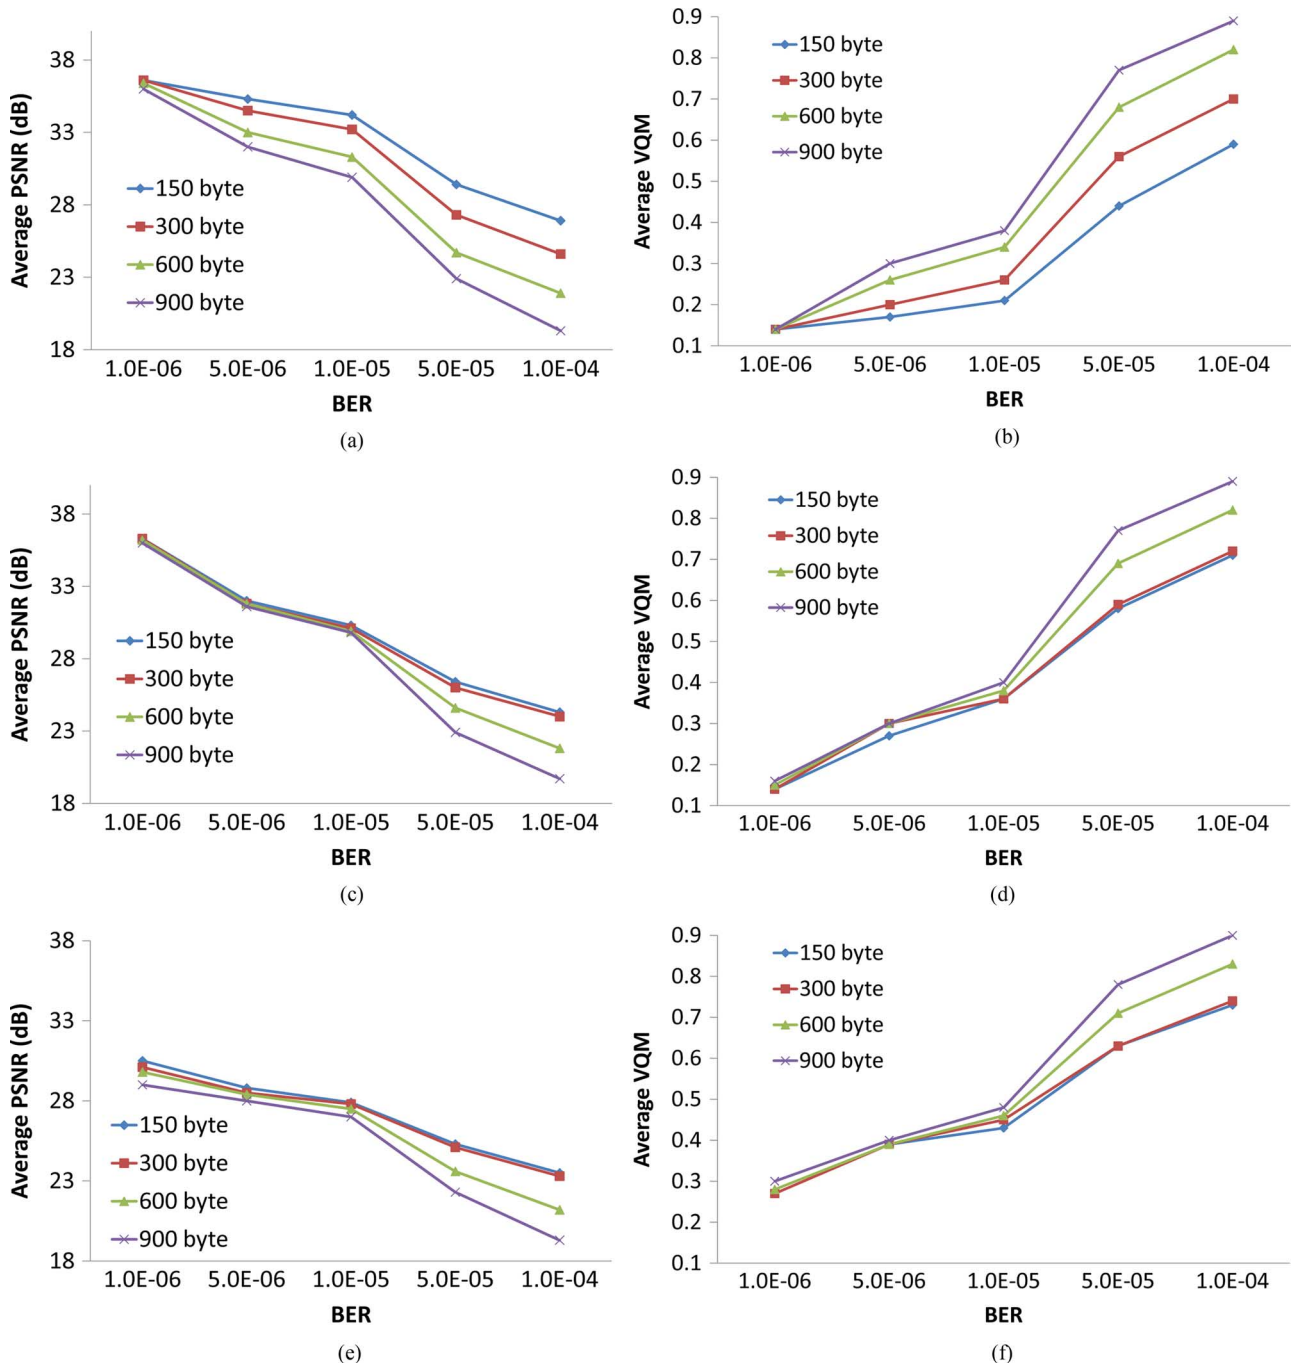 38
33
28
23
18
Average PSNR (dB)
150 byte
300 byte
600 byte
900 byte
1.0E-06 5.0E-06 1.0E-05 5.0E-05 1.0E-04
BER
(a)
0.9
0.8
0.7
0.6
0.5
0.4
0.3
0.2
0.1
Average VQM
150 byte
300 byte
600 byte
900 byte
1.0E-06 5.0E-06 1.0E-05 5.0E-05 1.0E-04
BER
(b)
38
33
28
23
18
Average PSNR (dB)
150 byte
300 byte
600 byte
900 byte
1.0E-06 5.0E-06 1.0E-05 5.0E-05 1.0E-04
BER
(c)
0.9
0.8
0.7
0.6
0.5
0.4
0.3
0.2
0.1
Average VQM
150 byte
300 byte
600 byte
900 byte
1.0E-06 5.0E-06 1.0E-05 5.0E-05 1.0E-04
BER
(d)
38
33
28
23
18
Average PSNR (dB)
150 byte
300 byte
600 byte
900 byte
1.0E-06 5.0E-06 1.0E-05 5.0E-05 1.0E-04
BER
(e)
0.9
0.8
0.7
0.6
0.5
0.4
0.3
0.2
0.1
Average VQM
150 byte
300 byte
600 byte
900 byte
1.0E-06 5.0E-06 1.0E-05 5.0E-05 1.0E-04
BER
(f)